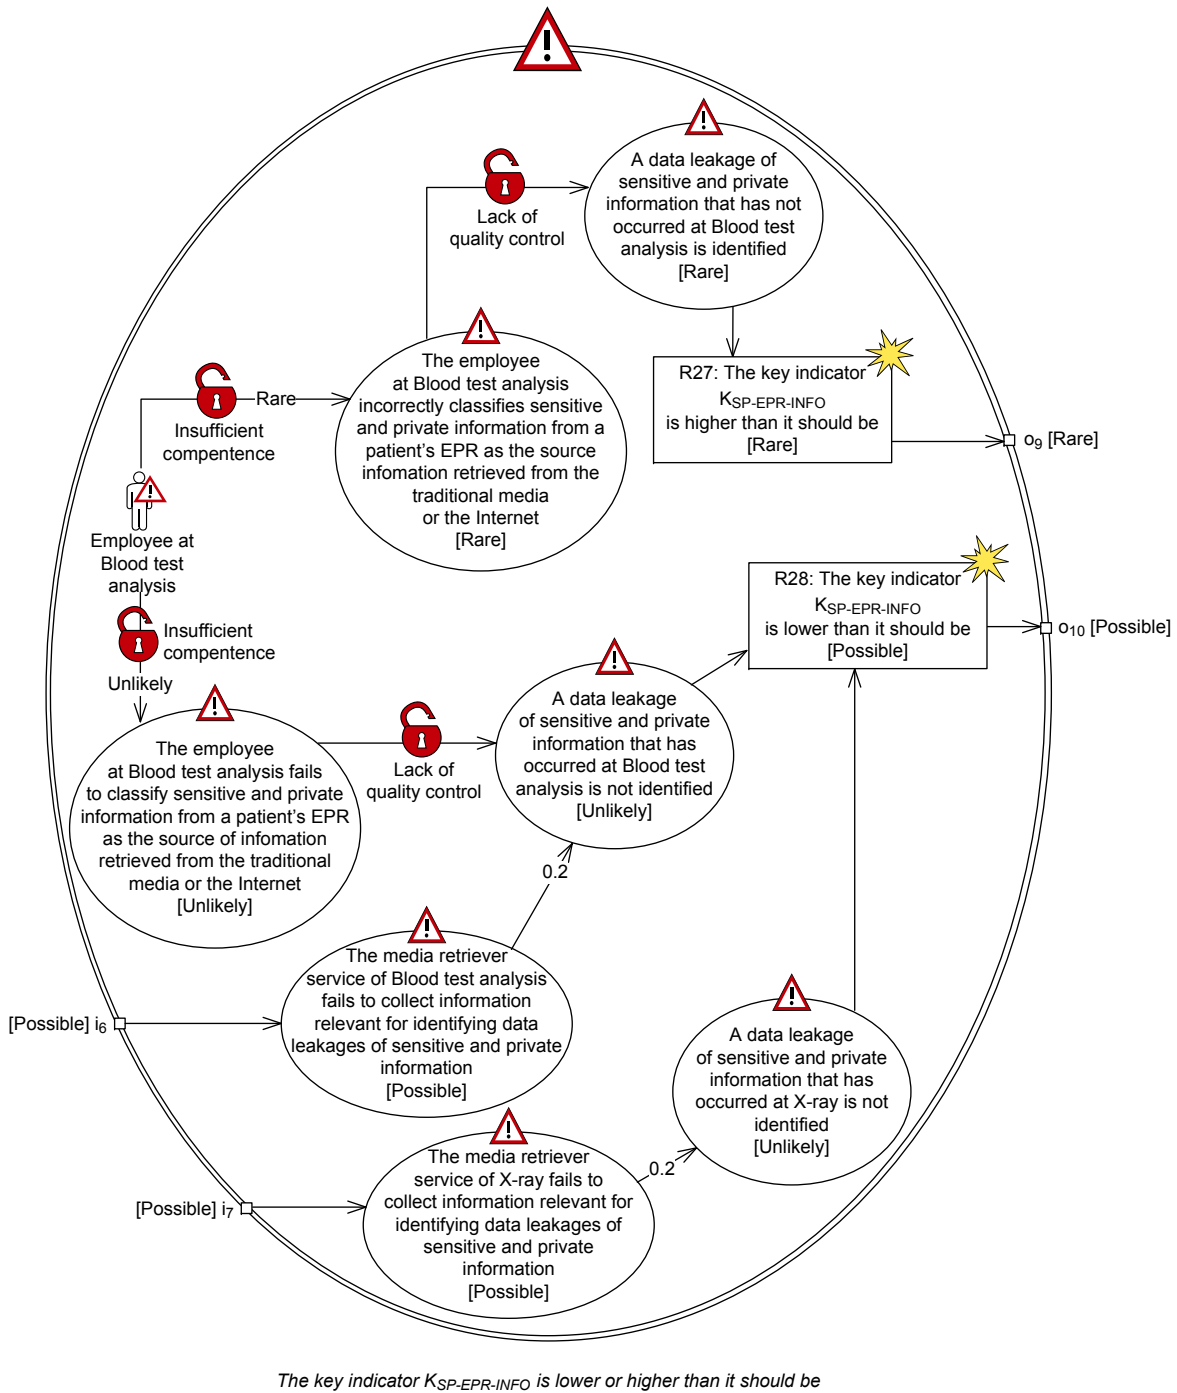 A data leakage of
sensitive and private
information that has not
occurred at Blood test
analysis is identified
[Rare]
Lack of
quality control
The employee
at Blood test analysis
incorrectly classifies sensitive
and private information from a
patient’s EPR as the source
infomation retrieved from the
traditional media
or the Internet
[Rare]
R27: The key indicator
KSP-EPR-INFO
is higher than it should be
[Rare]
o9 [Rare]
Rare
Insufficient
compentence
Employee at
Blood test
analysis
Insufficient
compentence
Unlikely
R28: The key indicator
KSP-EPR-INFO
is lower than it should be
[Possible]
o10 [Possible]
A data leakage
of sensitive and private
information that has
occurred at Blood test
analysis is not identified
[Unlikely]
Lack of
quality control
The employee
at Blood test analysis fails
to classify sensitive and private
information from a patient’s EPR
as the source of infomation
retrieved from the traditional
media or the Internet
[Unlikely]
0.2
The media retriever
service of Blood test analysis
fails to collect information
relevant for identifying data
leakages of sensitive and private
information
[Possible]
[Possible] i6
A data leakage
of sensitive and private
information that has
occurred at X-ray is not
identified
[Unlikely]
0.2
The media retriever
service of X-ray fails to
collect information relevant for
identifying data leakages of
sensitive and private
information
[Possible]
[Possible] i7
The key indicator KSP-EPR-INFO is lower or higher than it should be